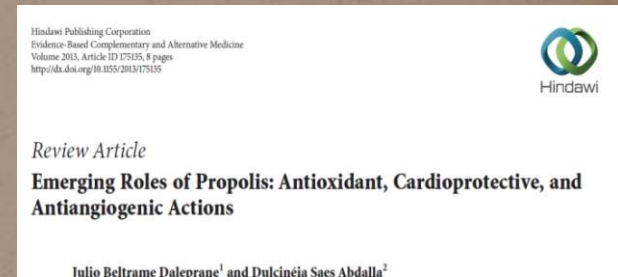 Hindawi Publishing Corporation
Evidence-Based Complementary and Alternative Medicine
Volume 2013, Article ID 175135, 8 pages
http://dx.doi.org/10.1155/2013/175135
Hindawi
Review Article
Emerging Roles of Propolis: Antioxidant, Cardioprotective, and
Antiangiogenic Actions
Julio Beltrame Daleprane1 and Dulcinéia Saes Abdalla2